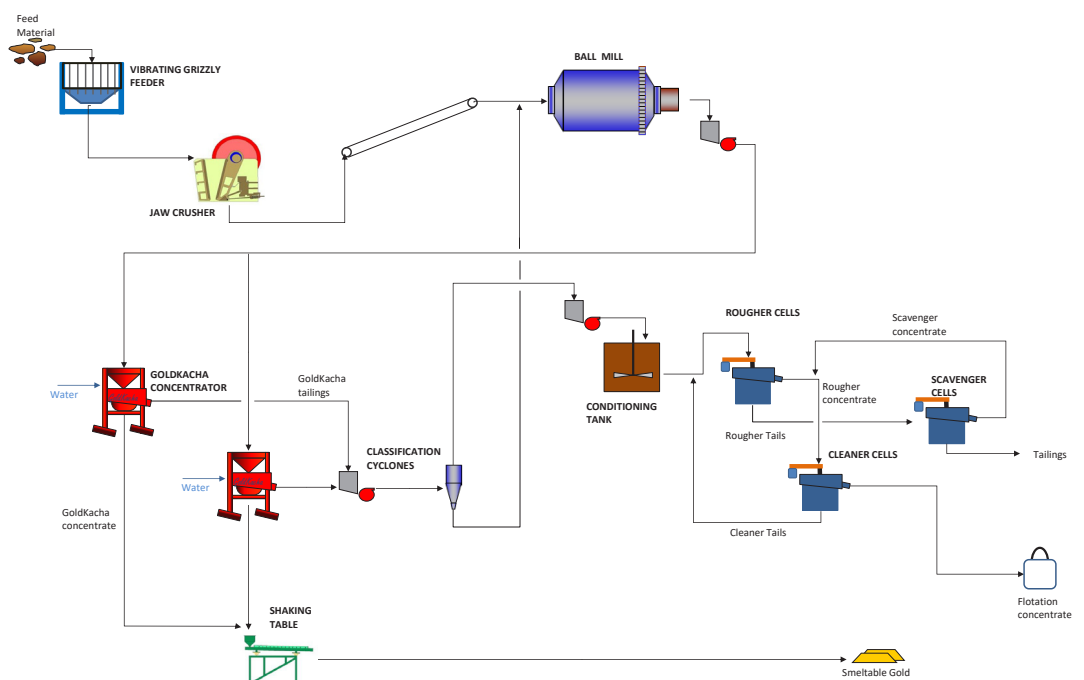 Feed
Material
VIBRATING GRIZZLY
FEEDER
BALL MILL
JAW CRUSHER
ROUGHER CELLS
Scavenger
concentrate
GOLDKACHA
CONCENTRATOR
GoldKacha
tailings
Water
Rougher
concentrate
SCAVENGER
CELLS
CONDITIONING
TANK
Rougher Tails
CLASSIFICATION
CYCLONES
CLEANER CELLS
Tailings
Water
GoldKacha
concentrate
Cleaner Tails
Flotation
concentrate
SHAKING
TABLE
Smeltable Gold